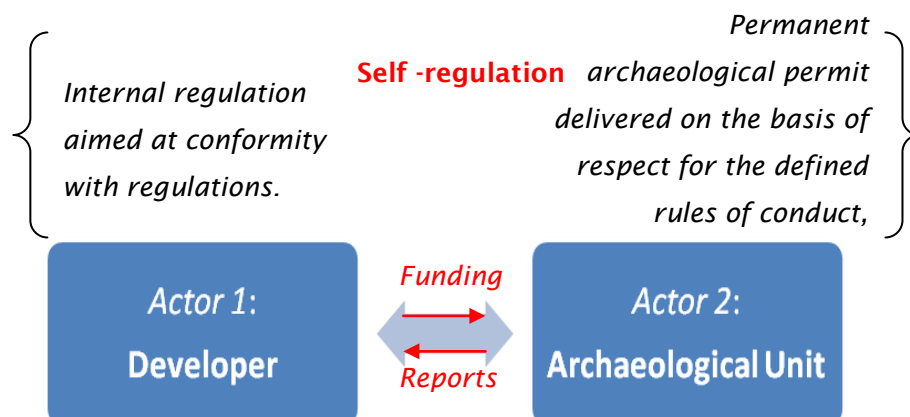 Internal regulation
aimed at conformity
with regulations.
Self -regulation
Permanent
archaeological permit
delivered on the basis of
respect for the defined
rules of conduct,
Actor 1:
Developer
Funding
Reports
Actor 2:
Archaeological Unit